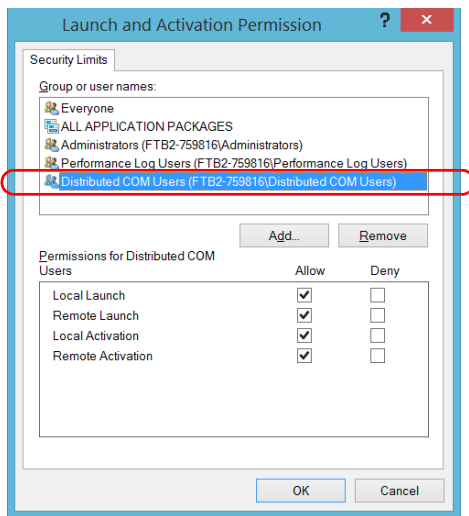 Launch and Activation Permission ? ×
Security Limits
Group or user names:
Everyone
ALL APPLICATION PACKAGES
Administrators (FTB2-759816\Administrators)
Performance Log Users (FTB2-759816\Performance Log Users)
Distributed COM Users (FTB2-759816\Distributed COM Users)
Add... Remove
Permissions for Distributed COM
Users Allow Deny
Local Launch
Remote Launch
Local Activation
Remote Activation
OK Cancel